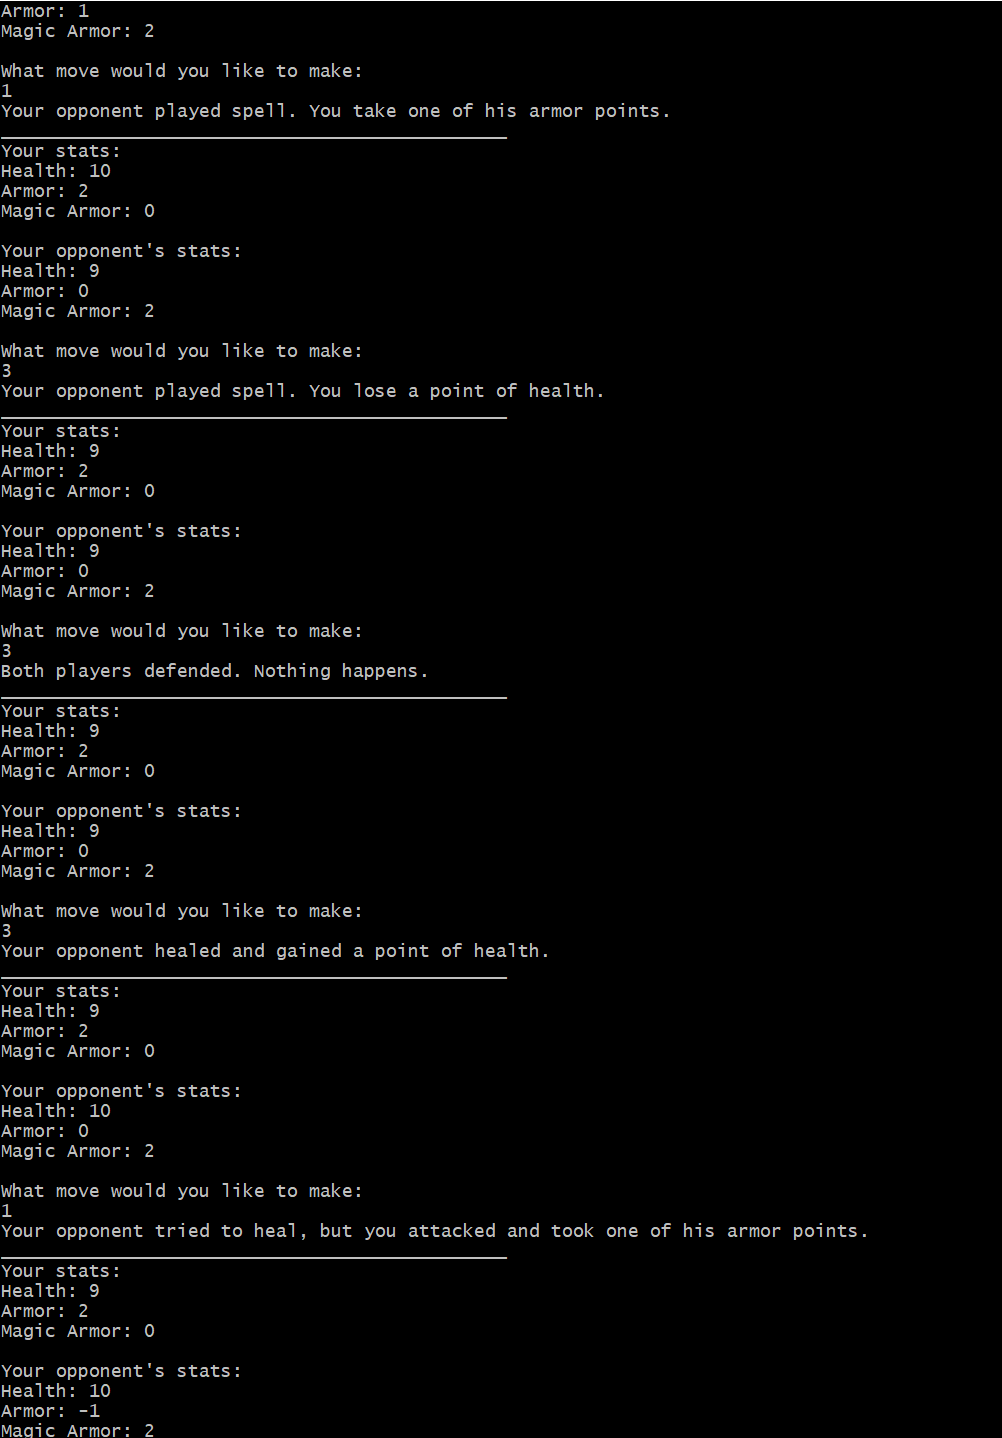 Armor: 1
Magic Armor: 2
What move would you like to make:
1
Your opponent played spell. You take one of his armor points.
______________________________________________
Your stats:
Health: 10
Armor: 2
Magic Armor: 0
Your opponent's stats:
Health: 9
Armor: 0
Magic Armor: 2
What move would you like to make:
3
Your opponent played spell. You lose a point of health.
______________________________________________
Your stats:
Health: 9
Armor: 2
Magic Armor: 0
Your opponent's stats:
Health: 9
Armor: 0
Magic Armor: 2
What move would you like to make:
3
Both players defended. Nothing happens.
______________________________________________
Your stats:
Health: 9
Armor: 2
Magic Armor: 0
Your opponent's stats:
Health: 9
Armor: 0
Magic Armor: 2
What move would you like to make:
3
Your opponent healed and gained a point of health.
______________________________________________
Your stats:
Health: 9
Armor: 2
Magic Armor: 0
Your opponent's stats:
Health: 10
Armor: 0
Magic Armor: 2
What move would you like to make:
1
Your opponent tried to heal, but you attacked and took one of his armor points.
______________________________________________
Your stats:
Health: 9
Armor: 2
Magic Armor: 0
Your opponent's stats:
Health: 10
Armor: -1
Magic Armor: 2